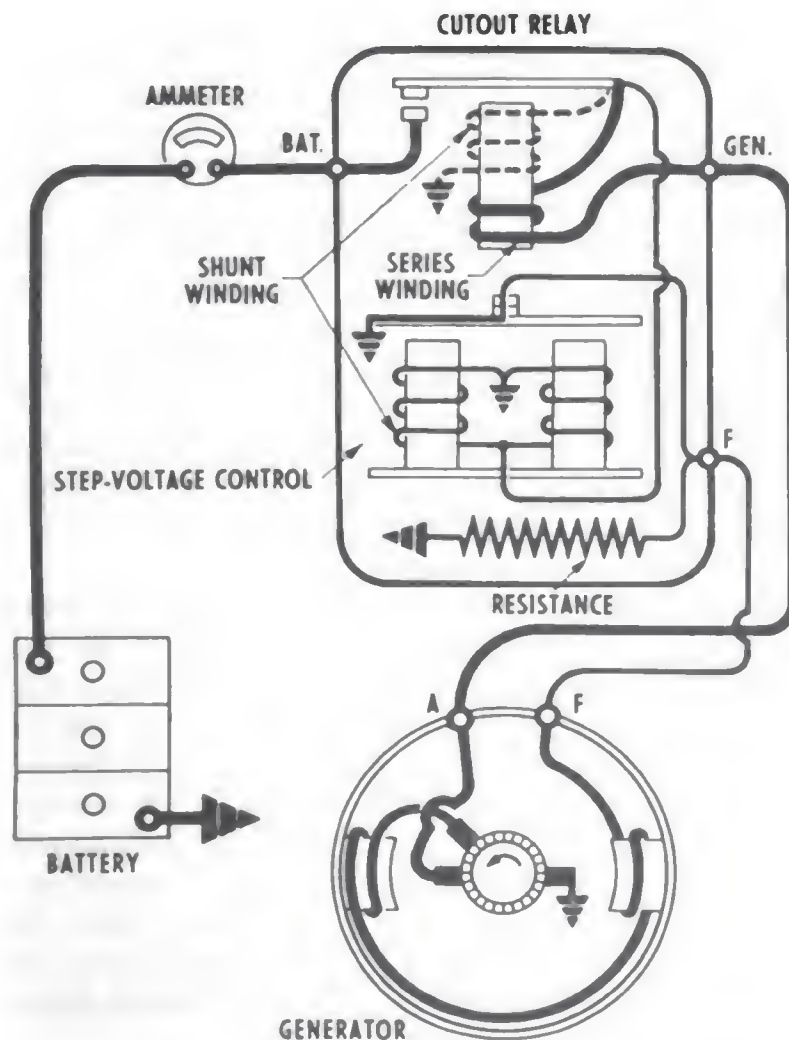 CUTOUT RELAY
AMMETER
BAT.
GEN.
SHUNT
WINDING
SERIES
WINDING
F
STEP-VOLTAGE CONTROL
RESISTANCE
A
F
BATTERY
GENERATOR